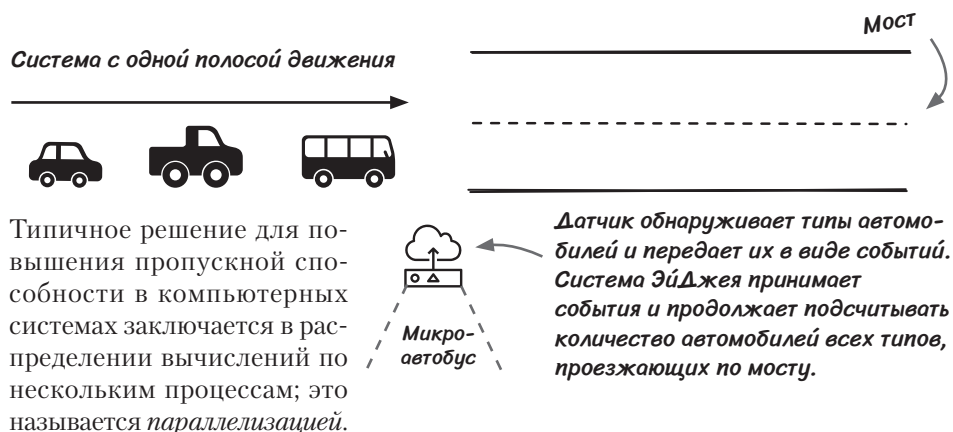 Мост
Система с одной полосой движения
Типичное решение для по-
вышения пропускной спо-
собности в компьютерных
системах заключается в рас-
пределении вычислений по
нескольким процессам; это
называется параллелизацией.
Микро-
автобус
Датчик обнаруживает типы автомо-
билей и передает их в виде событий.
Система ЭйДжея принимает
события и продолжает подсчитывать
количество автомобилей всех типов,
проезжающих по мосту.